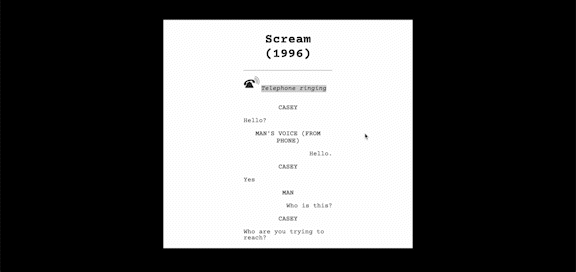 Scream
(1996)
Telephone ringing
CASEY
Hello?
MAN'S VOICE (FROM
PHONE)
Hello.
CASEY
Yes
MAN
Who is this?
CASEY
Who are you trying to
reach?